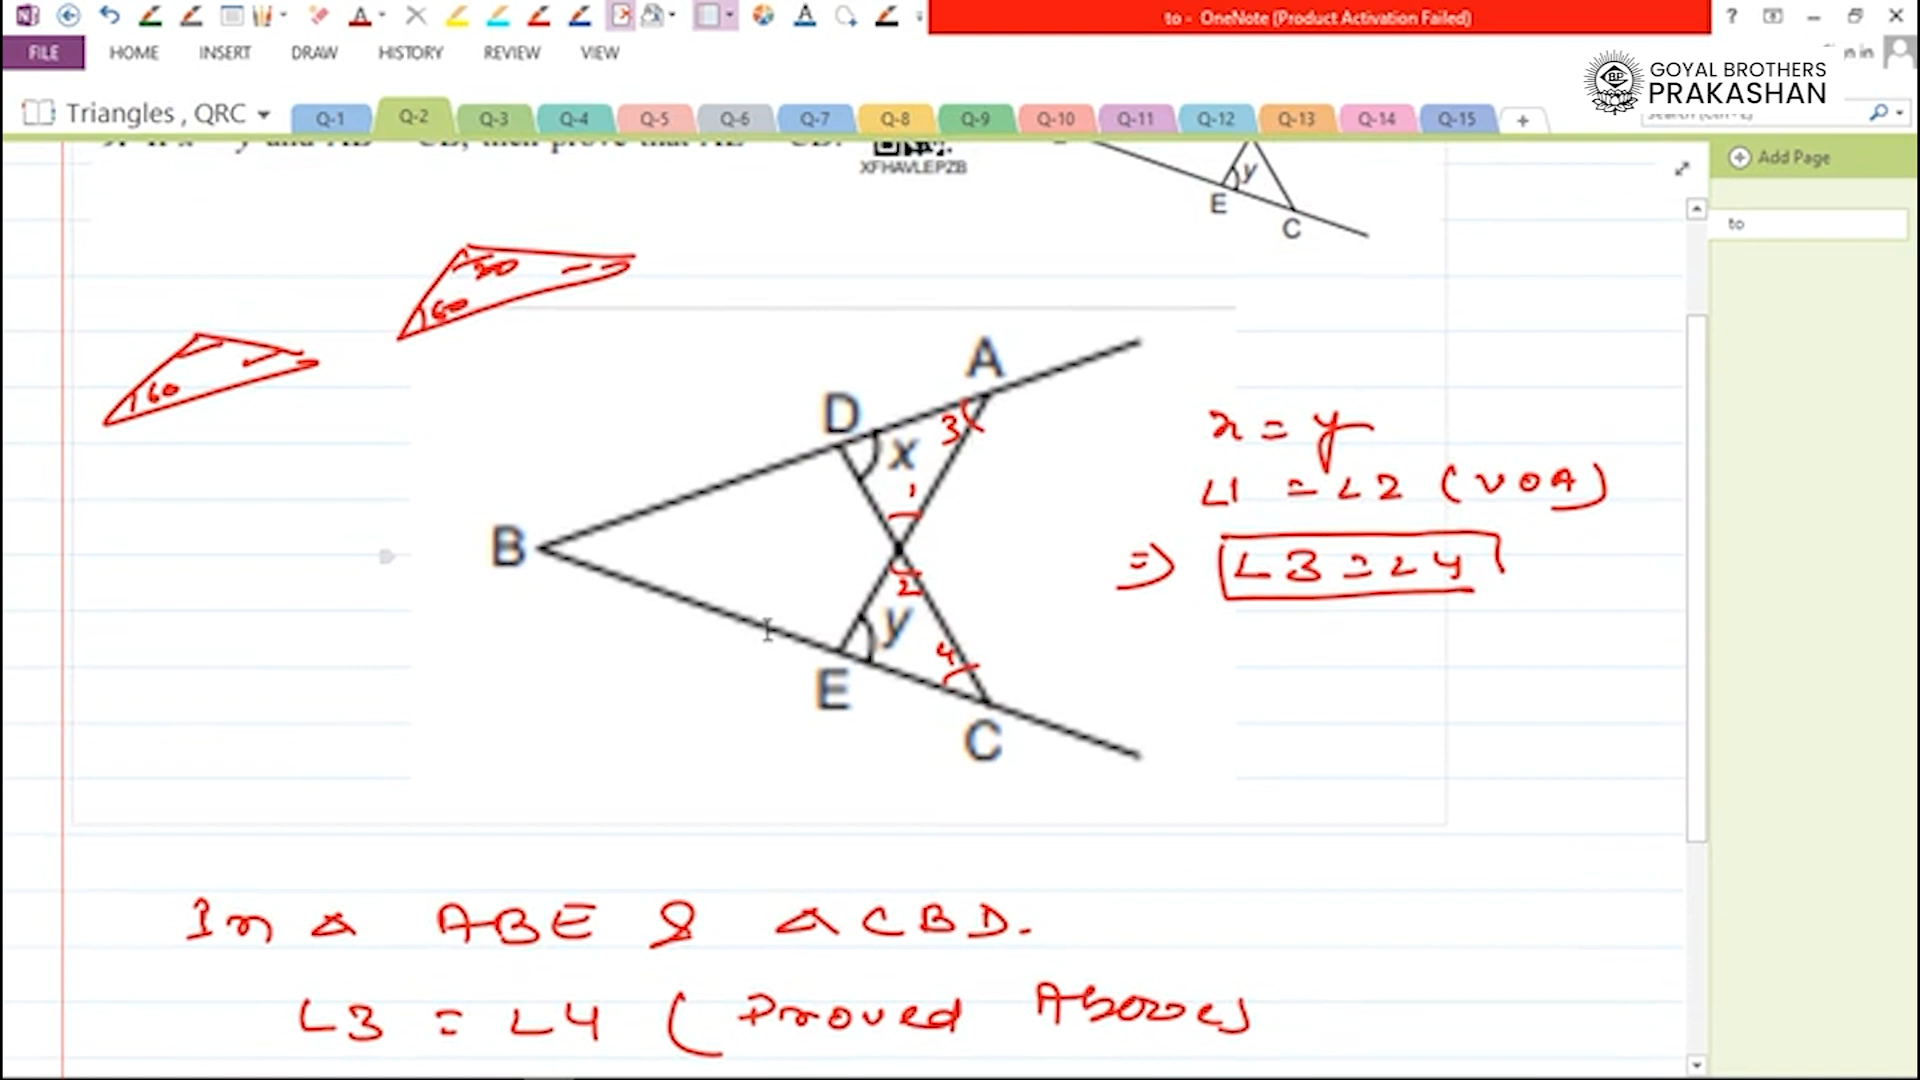 to - OneNote (Product Activation Failed)
FILE HOME INSERT DRAW HISTORY REVIEW VIEW
GOYAL BROTHERS
PRAKASHAN
Triangles , QRC Q-1 Q-2 Q-3 Q-4 Q-5 Q-6 Q-7 Q-8 Q-9 Q-10 Q-11 Q-12 Q-13 Q-14 Q-15 +
Search (Ctrl+E)
Add Page
to
XFHAVLEPZB
y
E
C
60
60
A
D
x
3
1
B
2
y
4
E
C
x = y
∠1 = ∠2 (VOA)
⇒ ∠3 = ∠4
In △ ABE & △ CBD.
∠3 = ∠4 (Proved Above)